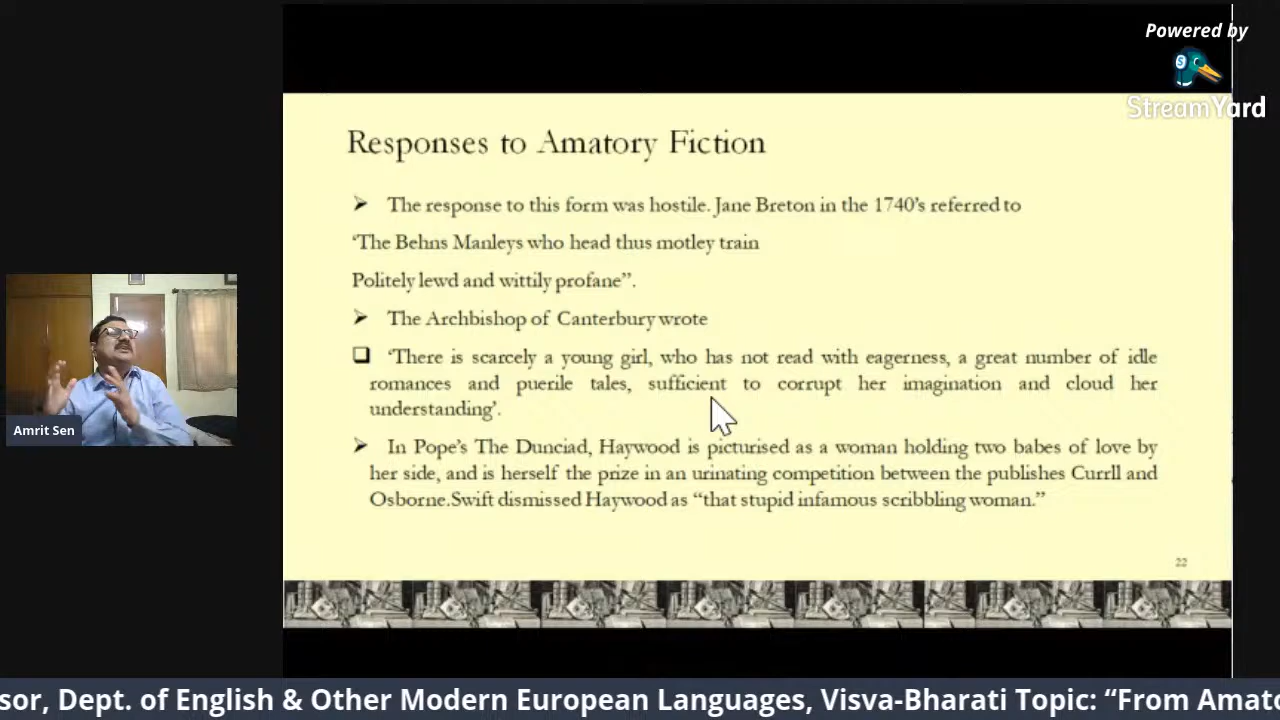 Powered by
StreamYard
Responses to Amatory Fiction
➤ The response to this form was hostile. Jane Breton in the 1740's referred to
‘The Behns Manleys who head thus motley train
Politely lewd and wittily profane”.
➤ The Archbishop of Canterbury wrote
❑ ‘There is scarcely a young girl, who has not read with eagerness, a great number of idle
romances and puerile tales, sufficient to corrupt her imagination and cloud her
understanding’.
➤ In Pope's The Dunciad, Haywood is picturised as a woman holding two babes of love by
her side, and is herself the prize in an urinating competition between the publishes Currll and
Osborne.Swift dismissed Haywood as “that stupid infamous scribbling woman.”
22
Amrit Sen
sor, Dept. of English & Other Modern European Languages, Visva-Bharati Topic: “From Amato